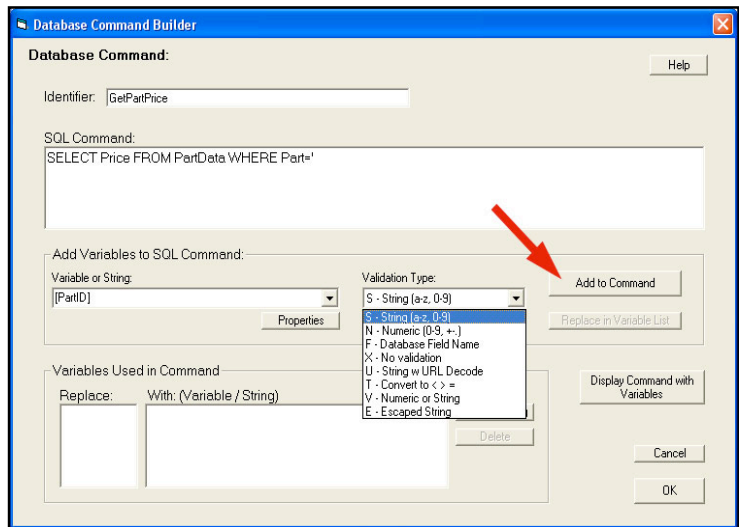 Database Command Builder
Database Command:
Help
Identifier: GetPartPrice
SQL Command:
SELECT Price FROM PartData WHERE Part='
Add Variables to SQL Command:
Variable or String:
Validation Type:
[PartID]
S - String (a-z, 0-9)
Add to Command
Properties
S - String (a-z, 0-9)
N - Numeric (0-9, +-.)
F - Database Field Name
X - No validation
U - String w URL Decode
T - Convert to < > =
V - Numeric or String
E - Escaped String
Replace in Variable List
Variables Used in Command
Replace:
With: (Variable / String)
Display Command with
Variables
Delete
Cancel
OK